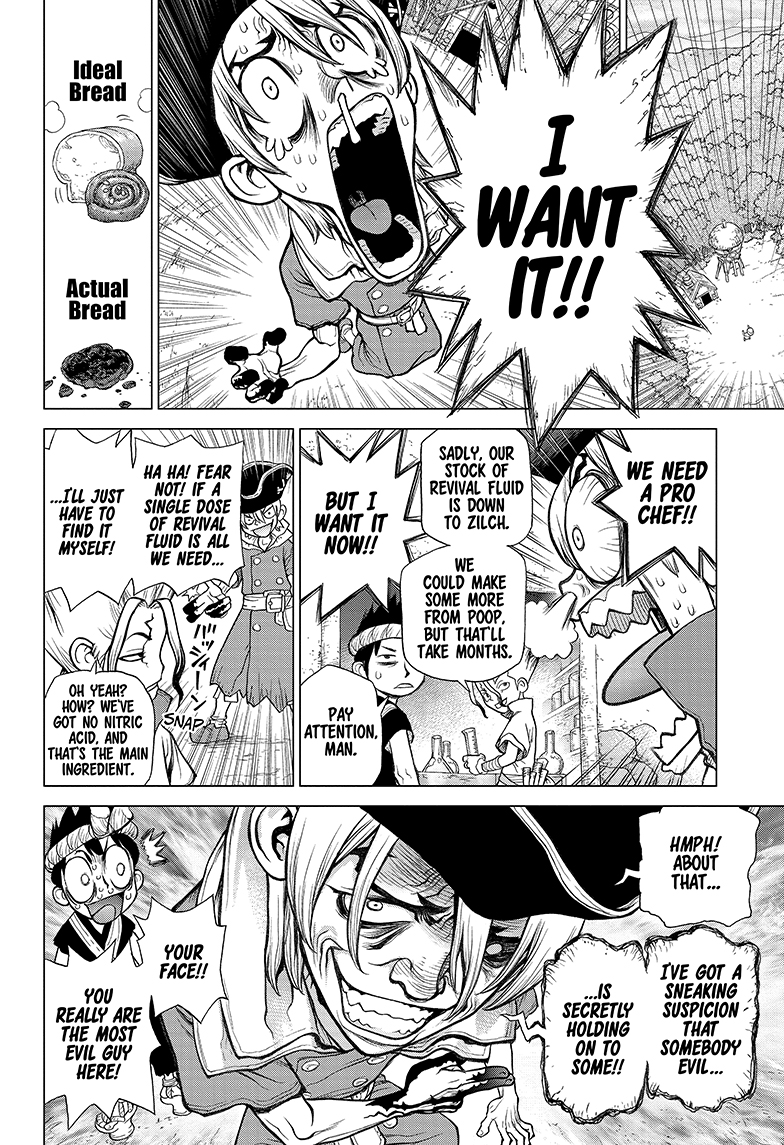 I
WANT
IT!!
Ideal
Bread
Actual
Bread
WE NEED
A PRO
CHEF!!
SADLY, OUR
STOCK OF
REVIVAL FLUID
IS DOWN
TO ZILCH.
WE
COULD MAKE
SOME MORE
FROM POOP,
BUT THAT'LL
TAKE MONTHS.
BUT I
WANT IT
NOW!!
PAY
ATTENTION,
MAN.
HA HA! FEAR
NOT! IF A
SINGLE DOSE
OF REVIVAL
FLUID IS ALL
WE NEED...
...I'LL JUST
HAVE TO
FIND IT
MYSELF!
SNAP
OH YEAH?
HOW? WE'VE
GOT NO NITRIC
ACID, AND
THAT'S THE MAIN
INGREDIENT.
HMPH!
ABOUT
THAT...
I'VE GOT A
SNEAKING
SUSPICION
THAT
SOMEBODY
EVIL...
...IS
SECRETLY
HOLDING
ON TO
SOME!!
YOUR
FACE!!
YOU
REALLY ARE
THE MOST
EVIL GUY
HERE!